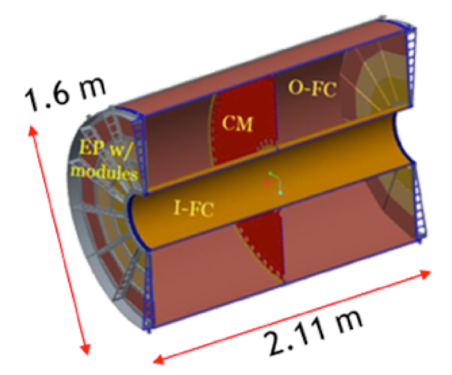 1.6 m
O-FC
CM
EP w/
modules
I-FC
2.11 m